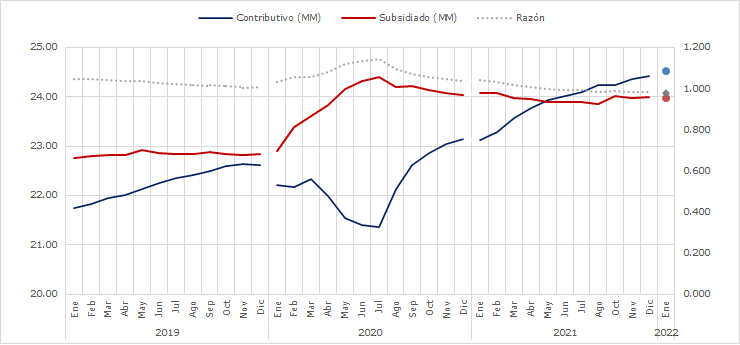 Contributivo (MM) Subsidiado (MM) Razón
25.00 1.200
24.00 1.000
23.00 0.800
0.600
22.00 0.400
21.00 0.200
20.00 0.000
Ene Feb Mar Abr May Jun Jul Ago Sep Oct Nov Dic Ene Feb Mar Abr May Jun Jul Ago Sep Oct Nov Dic Ene Feb Mar Abr May Jun Jul Ago Sep Oct Nov Dic Ene
2019 2020 2021 2022